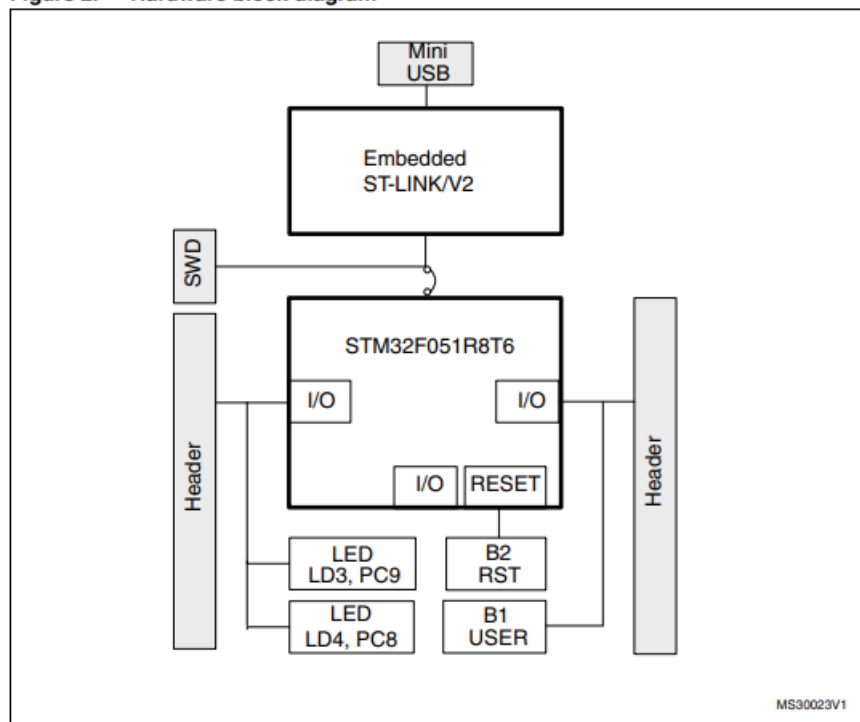 Mini
USB
Embedded
ST-LINK/V2
SWD
STM32F051R8T6
I/O
I/O
Header
Header
I/O
RESET
LED
LD3, PC9
B2
RST
LED
LD4, PC8
B1
USER
MS30023V1